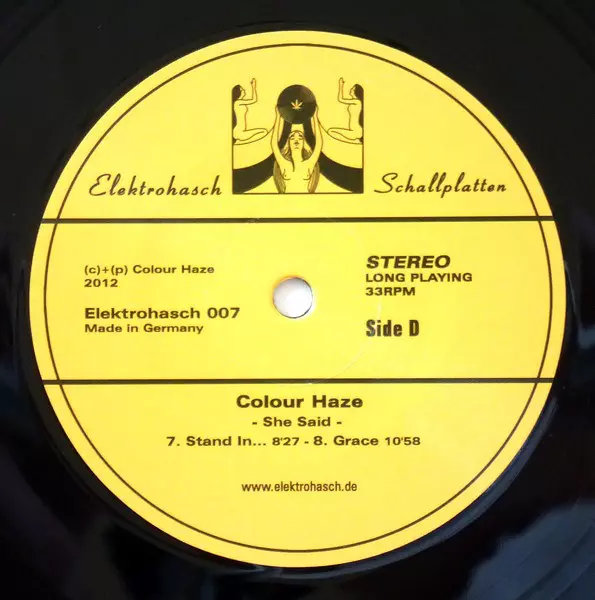 Elektrohasch Schallplatten
(c)+(p) Colour Haze
2012
Elektrohasch 007
Made in Germany
STEREO
LONG PLAYING
33RPM
Side D
Colour Haze
- She Said -
7. Stand In... 8'27 - 8. Grace 10'58
www.elektrohasch.de